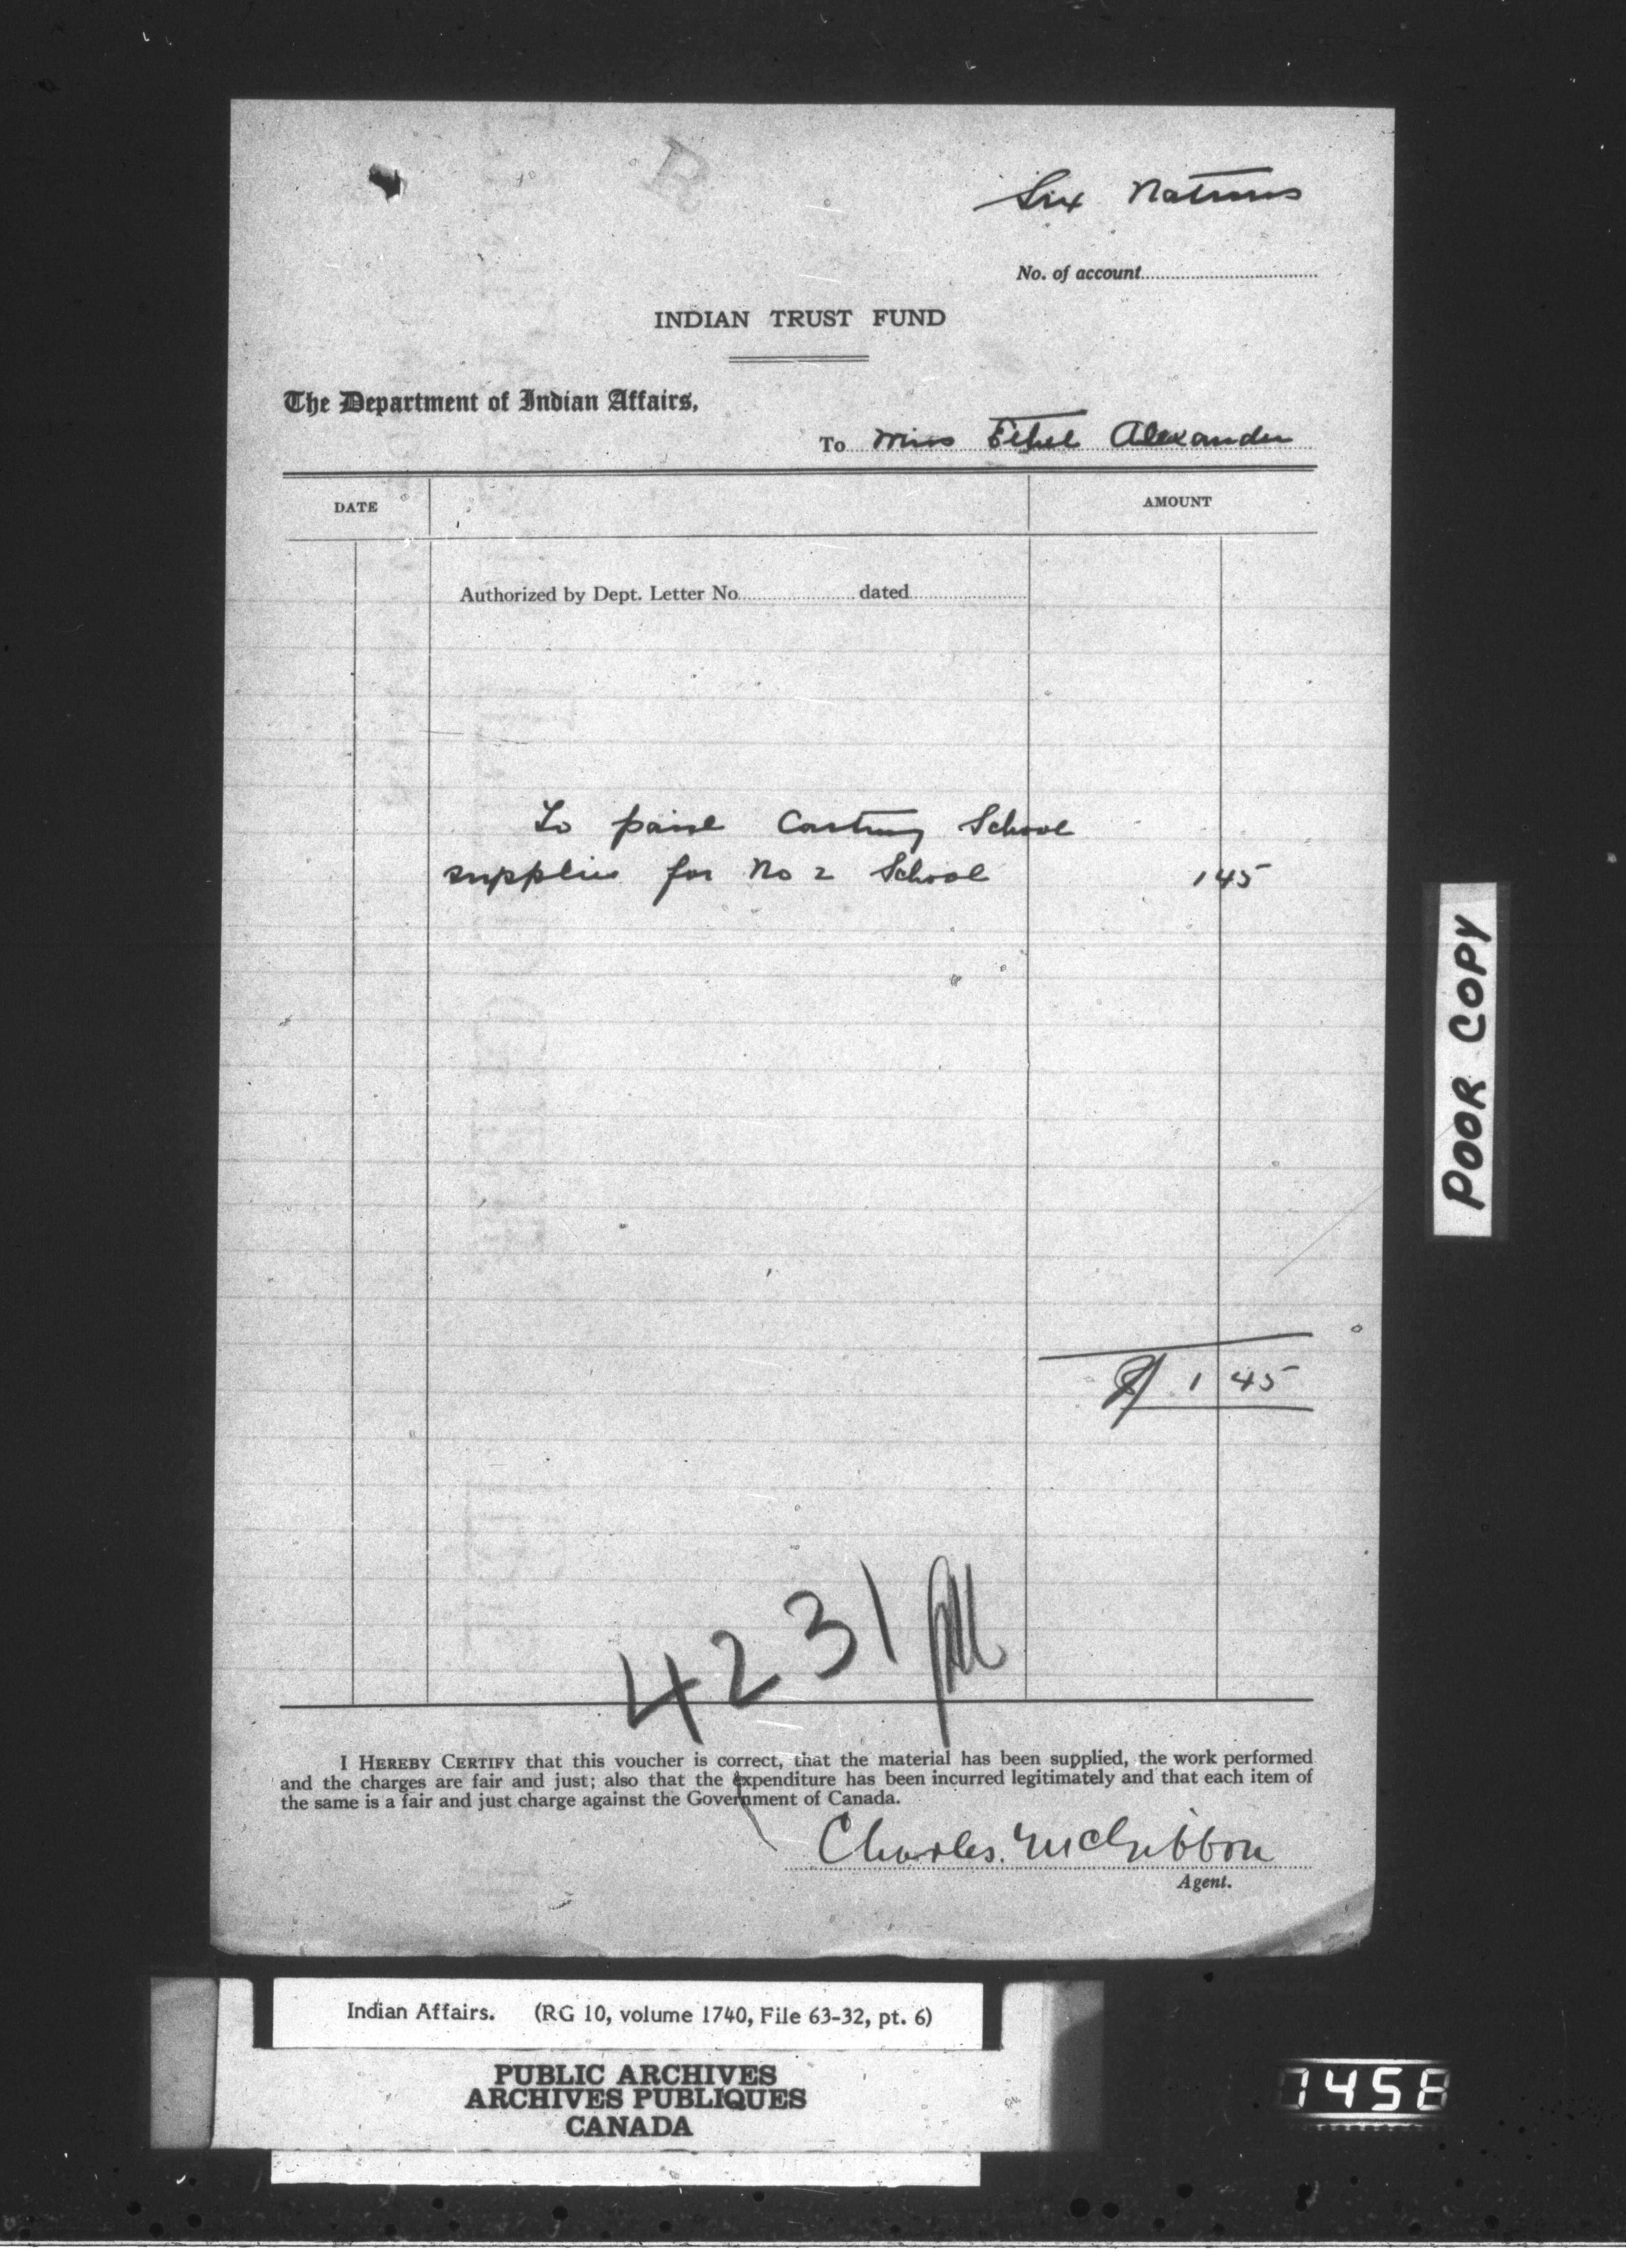 Six Nations
No. of account
INDIAN TRUST FUND
The Department of Indian Affairs,
To Miss Ethel Alexander
DATE AMOUNT
Authorized by Dept. Letter No. dated
To paid Carting School
supplies for No 2 School 1 45
$ 1 45
4231
I HEREBY CERTIFY that this voucher is correct, that the material has been supplied, the work performed
and the charges are fair and just; also that the expenditure has been incurred legitimately and that each item of
the same is a fair and just charge against the Government of Canada.
Charles McGibbon
Agent.
POOR COPY
Indian Affairs. (RG 10, volume 1740, File 63-32, pt. 6)
PUBLIC ARCHIVES
ARCHIVES PUBLIQUES
CANADA
1458